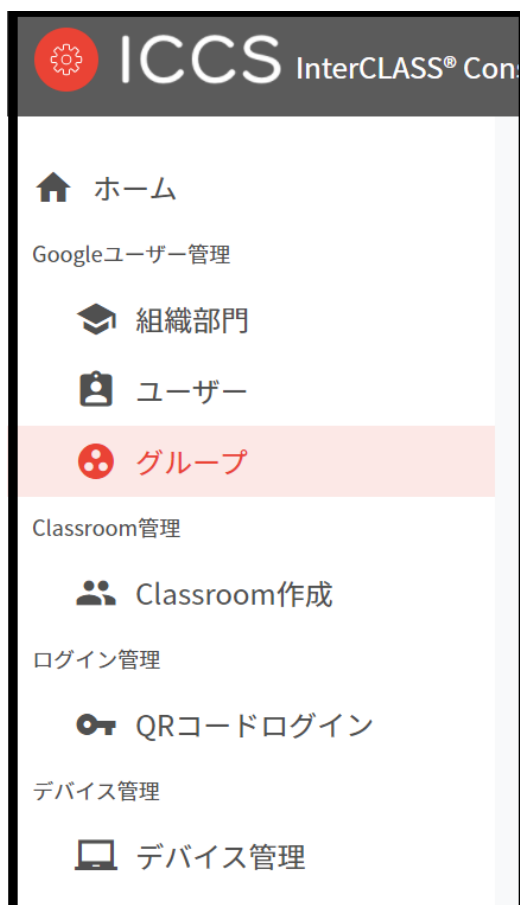 ICCS InterCLASS® Cons
ホーム
Googleユーザー管理
組織部門
ユーザー
グループ
Classroom管理
Classroom作成
ログイン管理
QRコードログイン
デバイス管理
デバイス管理